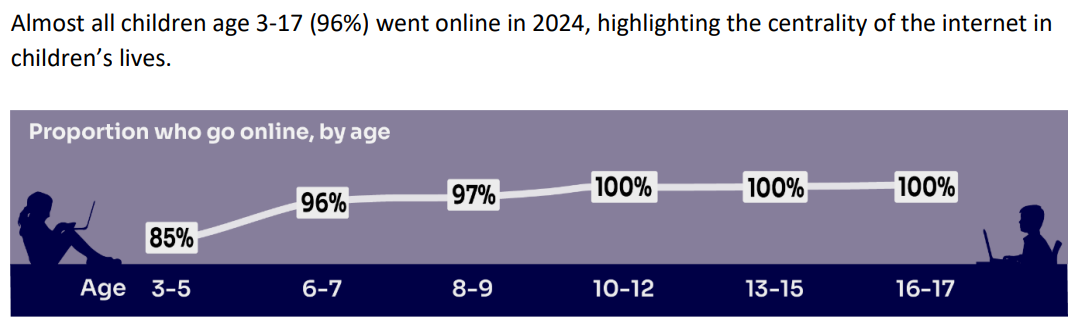 Almost all children age 3-17 (96%) went online in 2024, highlighting the centrality of the internet in
children’s lives.
Proportion who go online, by age
85% 96% 97% 100% 100% 100%
Age 3-5 6-7 8-9 10-12 13-15 16-17